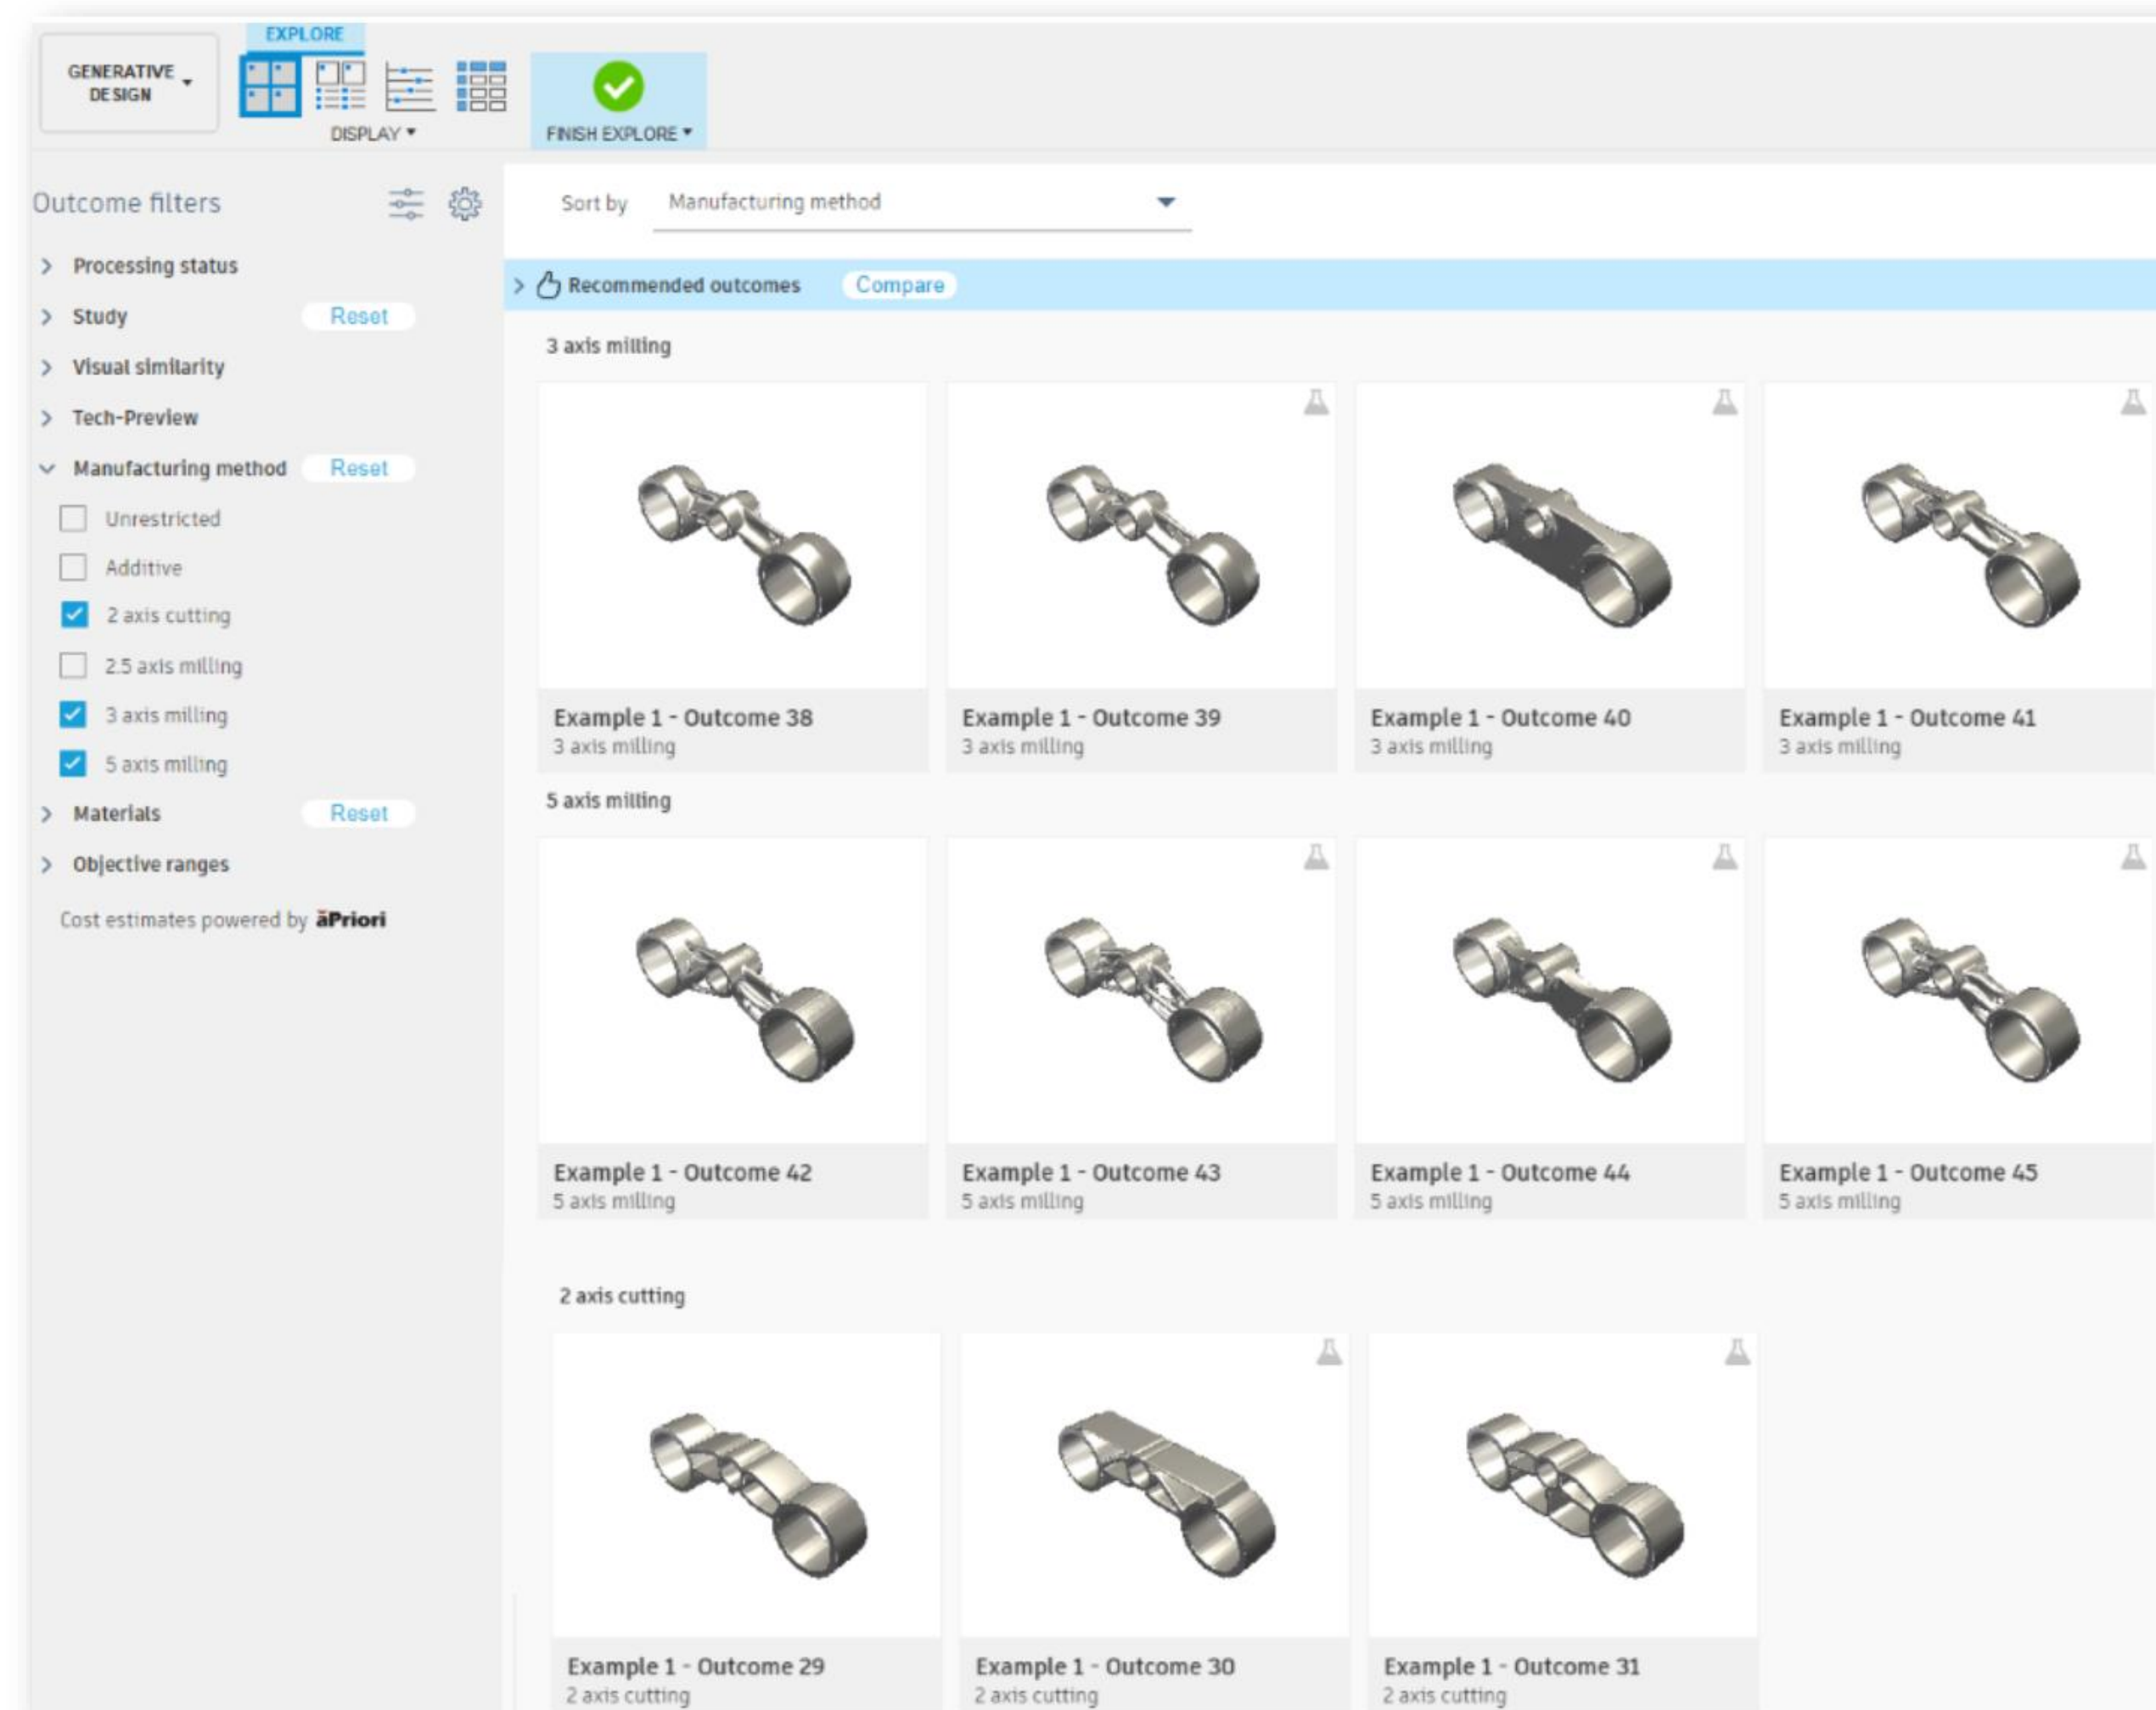 EXPLORE
GENERATIVE
DESIGN
DISPLAY
FINISH EXPLORE
Outcome filters
Sort by Manufacturing method
Processing status
Study Reset
Visual similarity
Tech-Preview
Manufacturing method Reset
Unrestricted
Additive
2 axis cutting
2.5 axis milling
3 axis milling
5 axis milling
Materials Reset
Objective ranges
Cost estimates powered by āPriori
Recommended outcomes Compare
3 axis milling
Example 1 - Outcome 38
3 axis milling
Example 1 - Outcome 39
3 axis milling
Example 1 - Outcome 40
3 axis milling
Example 1 - Outcome 41
3 axis milling
5 axis milling
Example 1 - Outcome 42
5 axis milling
Example 1 - Outcome 43
5 axis milling
Example 1 - Outcome 44
5 axis milling
Example 1 - Outcome 45
5 axis milling
2 axis cutting
Example 1 - Outcome 29
2 axis cutting
Example 1 - Outcome 30
2 axis cutting
Example 1 - Outcome 31
2 axis cutting